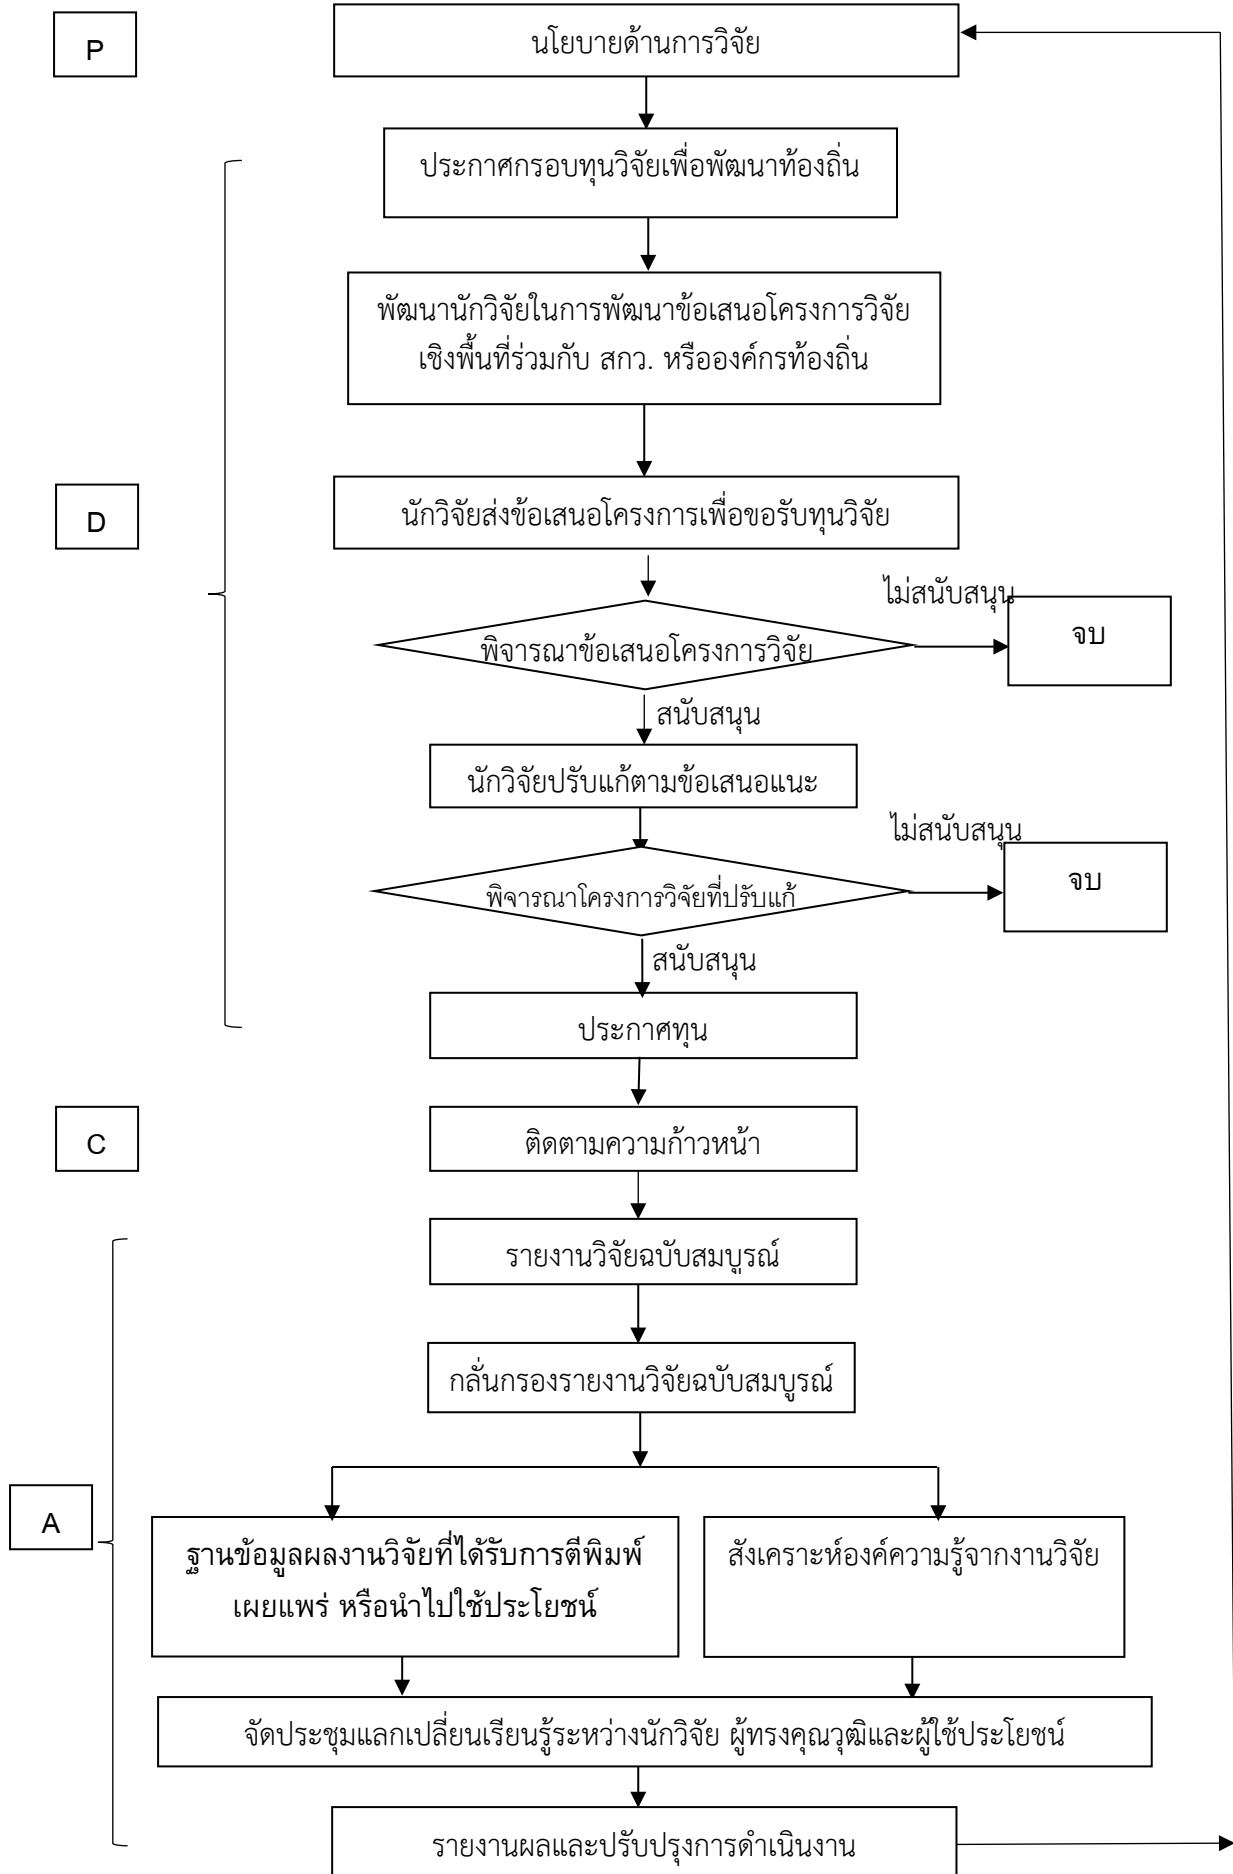 P
นโยบายด้านการวิจัย
ประกาศกรอบทุนวิจัยเพื่อพัฒนาท้องถิ่น
พัฒนานักวิจัยในการพัฒนาข้อเสนอโครงการวิจัย
เชิงพื้นที่ร่วมกับ สกว. หรือองค์กรท้องถิ่น
D
นักวิจัยส่งข้อเสนอโครงการเพื่อขอรับทุนวิจัย
ไม่สนับสนุน
พิจารณาข้อเสนอโครงการวิจัย
จบ
สนับสนุน
นักวิจัยปรับแก้ตามข้อเสนอแนะ
ไม่สนับสนุน
พิจารณาโครงการวิจัยที่ปรับแก้
จบ
สนับสนุน
ประกาศทุน
C
ติดตามความก้าวหน้า
รายงานวิจัยฉบับสมบูรณ์
กลั่นกรองรายงานวิจัยฉบับสมบูรณ์
A
ฐานข้อมูลผลงานวิจัยที่ได้รับการตีพิมพ์
เผยแพร่ หรือนำไปใช้ประโยชน์
สังเคราะห์องค์ความรู้จากงานวิจัย
จัดประชุมแลกเปลี่ยนเรียนรู้ระหว่างนักวิจัย ผู้ทรงคุณวุฒิและผู้ใช้ประโยชน์
รายงานผลและปรับปรุงการดำเนินงาน